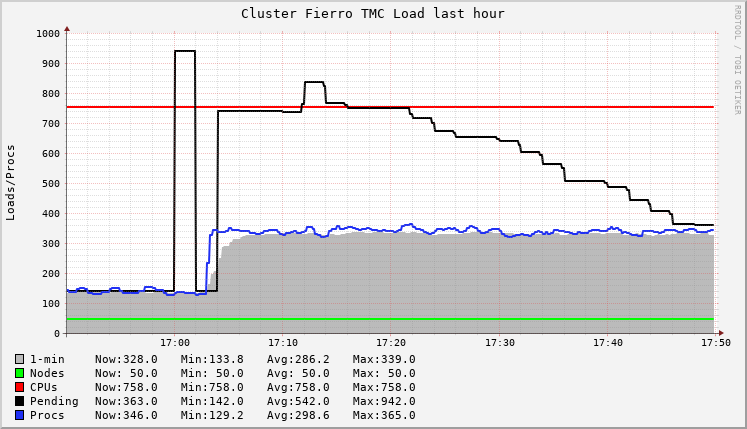 Cluster Fierro TMC Load last hour
RRDTOOL / TOBI OETIKER
Loads/Procs
1000
900
800
700
600
500
400
300
200
100
0
17:00 17:10 17:20 17:30 17:40 17:50
1-min Now:328.0 Min:133.8 Avg:286.2 Max:339.0
Nodes Now: 50.0 Min: 50.0 Avg: 50.0 Max: 50.0
CPUs Now:758.0 Min:758.0 Avg:758.0 Max:758.0
Pending Now:363.0 Min:142.0 Avg:542.0 Max:942.0
Procs Now:346.0 Min:129.2 Avg:298.6 Max:365.0